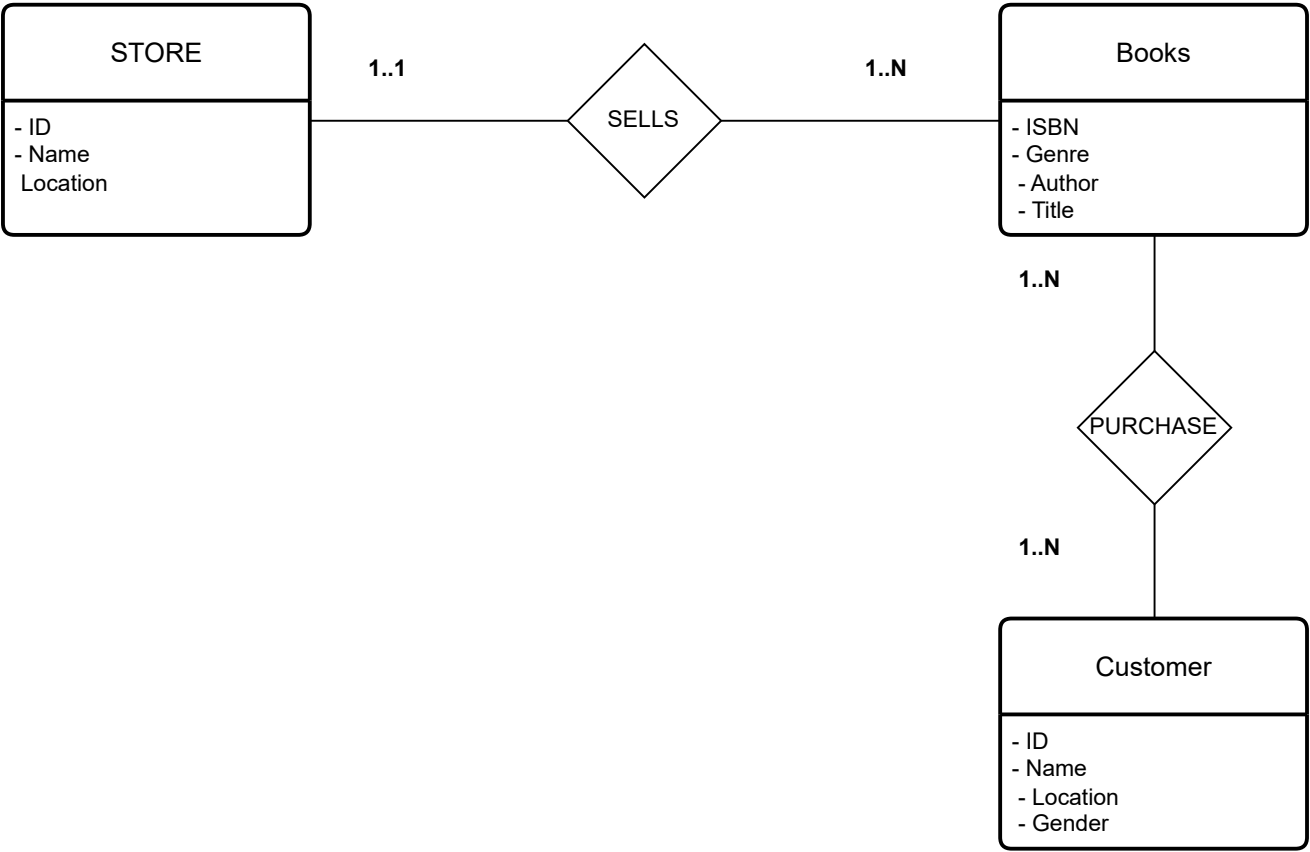 STORE
- ID
- Name
Location
1..1
SELLS
1..N
Books
- ISBN
- Genre
- Author
- Title
1..N
PURCHASE
1..N
Customer
- ID
- Name
- Location
- Gender